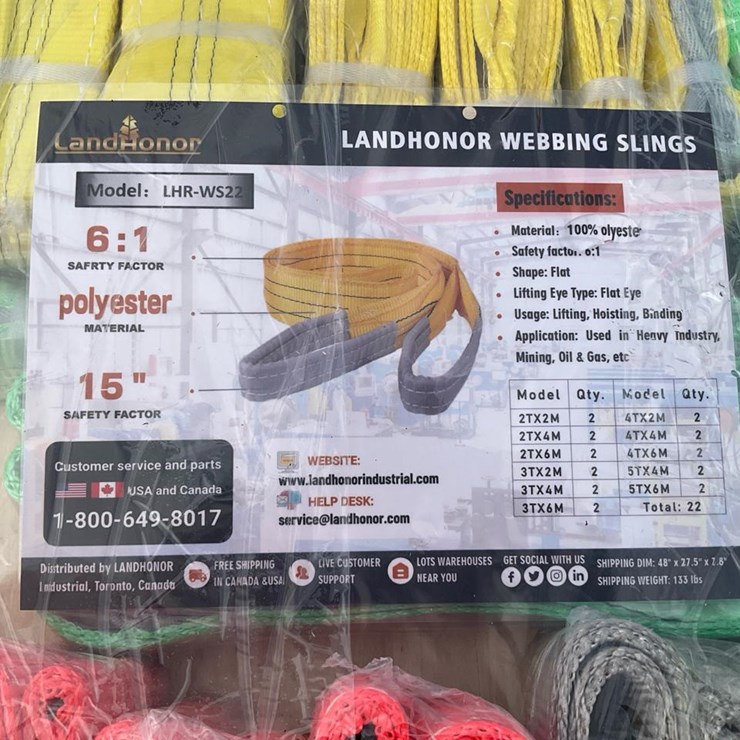 LandHonor
LANDHONOR WEBBING SLINGS
Model: LHR-WS22
6:1
SAFRTY FACTOR
polyester
MATERIAL
15"
SAFETY FACTOR
Specifications:
Material: 100% olyester
Safety factor: 6:1
Shape: Flat
Lifting Eye Type: Flat Eye
Usage: Lifting, Hoisting, Binding
Application: Used in Heavy Industry,
Mining, Oil & Gas, etc
Model Qty. Model Qty.
2TX2M 2 4TX2M 2
2TX4M 2 4TX4M 2
2TX6M 2 4TX6M 2
3TX2M 2 5TX4M 2
3TX4M 2 5TX6M 2
3TX6M 2 Total: 22
Customer service and parts
USA and Canada
1-800-649-8017
WEBSITE:
www.landhonorindustrial.com
HELP DESK:
service@landhonor.com
Distributed by LANDHONOR
Industrial, Toronto, Canada
FREE SHIPPING
IN CANADA &USA
LIVE CUSTOMER
SUPPORT
LOTS WAREHOUSES
NEAR YOU
GET SOCIAL WITH US
SHIPPING DIM: 48" x 27.5" x 7.8"
SHIPPING WEIGHT: 133 lbs